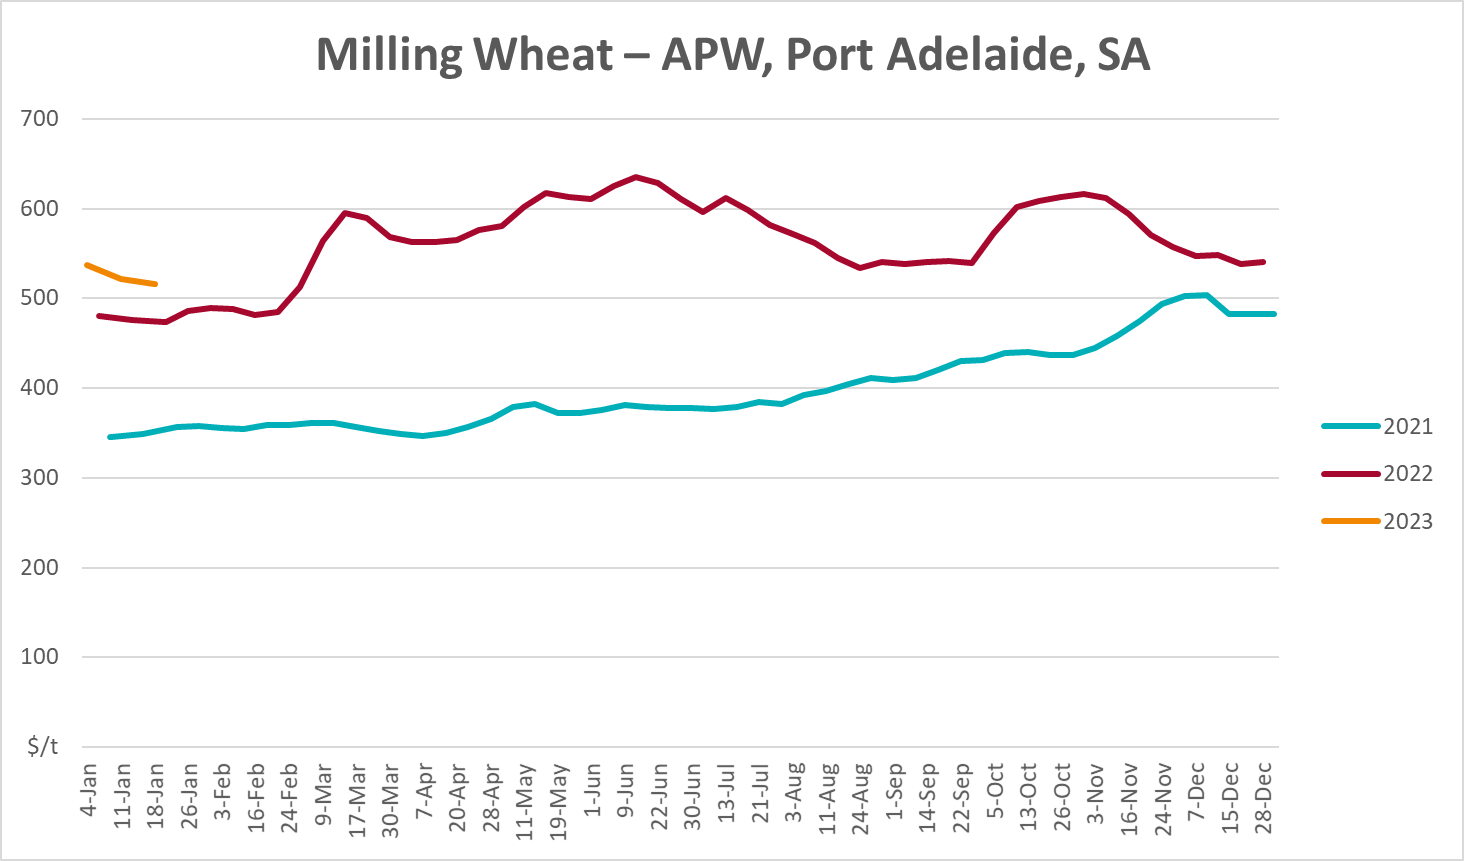 Milling Wheat – APW, Port Adelaide, SA
700
600
500
400
300
200
100
$/t
4-Jan
11-Jan
18-Jan
26-Jan
3-Feb
16-Feb
24-Feb
9-Mar
17-Mar
30-Mar
7-Apr
20-Apr
28-Apr
11-May
19-May
1-Jun
9-Jun
22-Jun
30-Jun
13-Jul
21-Jul
3-Aug
11-Aug
24-Aug
1-Sep
14-Sep
22-Sep
5-Oct
13-Oct
26-Oct
3-Nov
16-Nov
24-Nov
7-Dec
15-Dec
28-Dec
2021
2022
2023